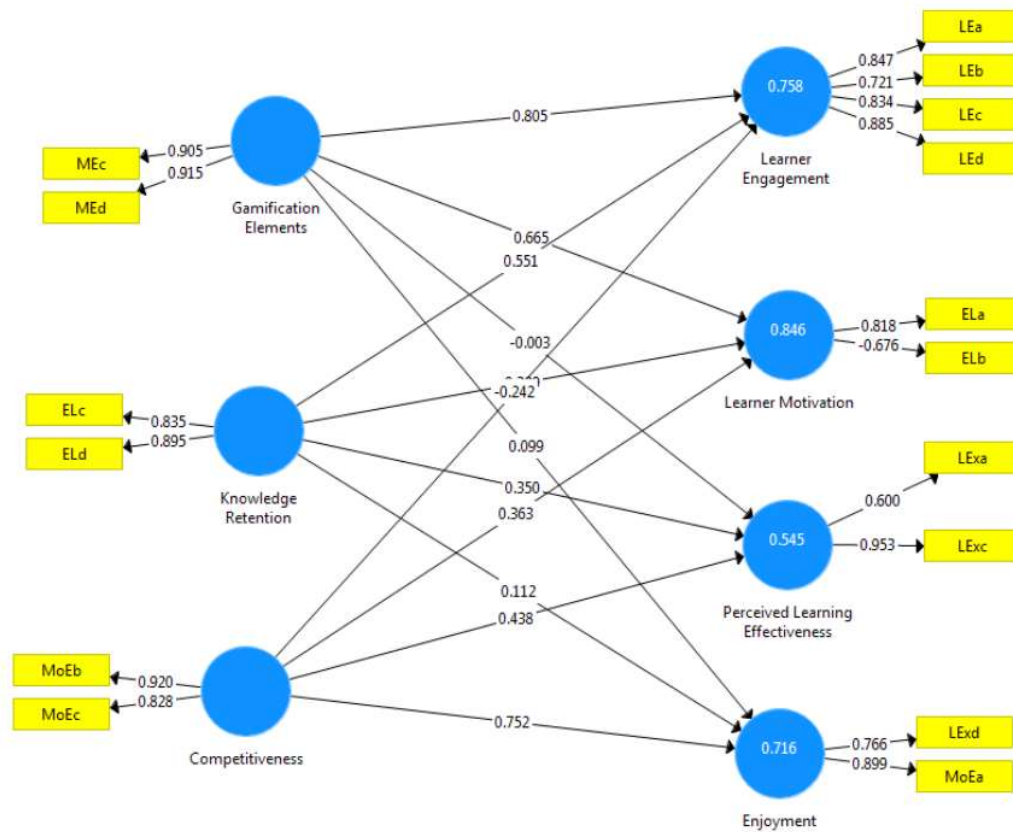 LEa
0.847
LEb
0.721
0.758
0.834
LEc
0.885
LEd
Learner
Engagement
0.805
MEc
0.905
0.915
MEd
Gamification
Elements
0.665
0.551
ELa
0.818
0.846
-0.676
ELb
Learner Motivation
-0.003
-0.242
ELc
0.835
0.895
ELd
Knowledge
Retention
0.099
0.350
0.363
LExa
0.600
0.545
0.953
LExc
Perceived Learning
Effectiveness
0.112
0.438
MoEb
0.920
0.828
MoEc
Competitiveness
0.752
LExd
0.766
0.716
0.899
MoEa
Enjoyment